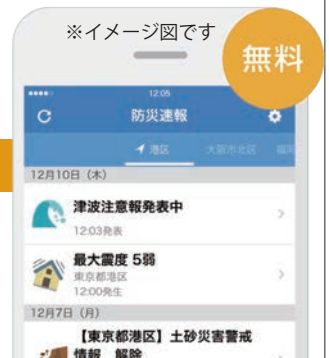 ※イメージ図です
無料
12:05
防災速報
港区
大阪市北区
12月10日（木）
津波注意報発表中
12:03発表
最大震度 5弱
東京都港区
12:00発生
12月7日（月）
【東京都港区】土砂災害警戒
情報　解除